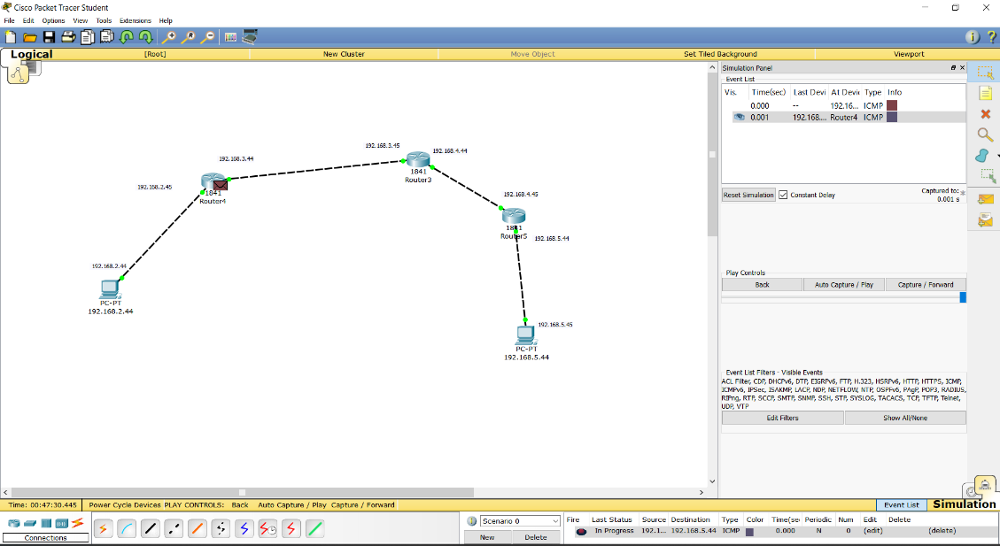 Cisco Packet Tracer Student
File Edit Options View Tools Extensions Help
Logical [Root] New Cluster Move Object Set Tiled Background Viewport
Simulation Panel
Event List
Vis. Time(sec) Last Devi At Devic Type Info
0.000 -- 192.16... ICMP
0.001 192.168.... Router4 ICMP
Reset Simulation Constant Delay Captured to: *
0.001 s
Play Controls
Back Auto Capture / Play Capture / Forward
Event List Filters - Visible Events
ACL Filter, CDP, DHCPv6, DTP, EIGRPv6, FTP, H.323, HSRPv6, HTTP, HTTPS, ICMP,
ICMPv6, IPSec, ISAKMP, LACP, NDP, NETFLOW, NTP, OSPFv6, PAgP, POP3, RADIUS,
RIPng, RTP, SCCP, SMTP, SNMP, SSH, STP, SYSLOG, TACACS, TCP, TFTP, Telnet,
UDP, VTP
Edit Filters Show All/None
192.168.3.45
192.168.4.44
1841
Router3
192.168.3.44
192.168.2.45
1841
Router4
192.168.4.45
1841
Router5
192.168.5.44
192.168.2.44
PC-PT
192.168.2.44
192.168.5.45
PC-PT
192.168.5.44
Time: 00:47:30.445 Power Cycle Devices PLAY CONTROLS: Back Auto Capture / Play Capture / Forward Event List Simulation
Connections
Scenario 0
New Delete
Fire Last Status Source Destination Type Color Time(sec Periodic Num Edit Delete
In Progress 192.1... 192.168.5.44 ICMP 0.000 N 0 (edit) (delete)